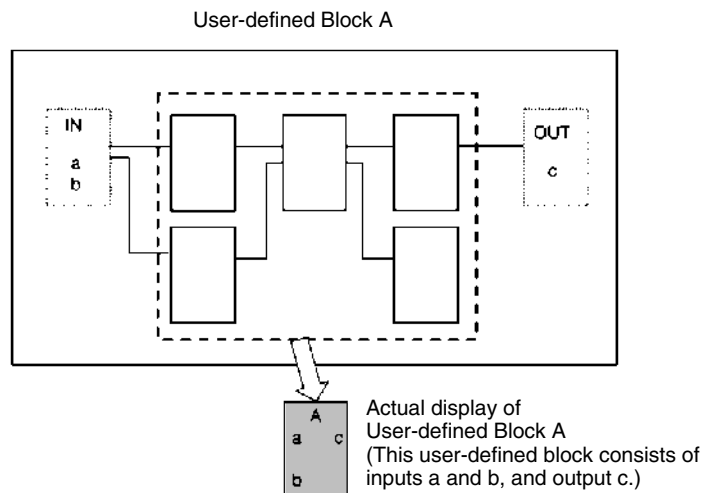 User-defined Block A
IN
a
b
OUT
c
A
a c
b
Actual display of
User-defined Block A
(This user-defined block consists of
inputs a and b, and output c.)